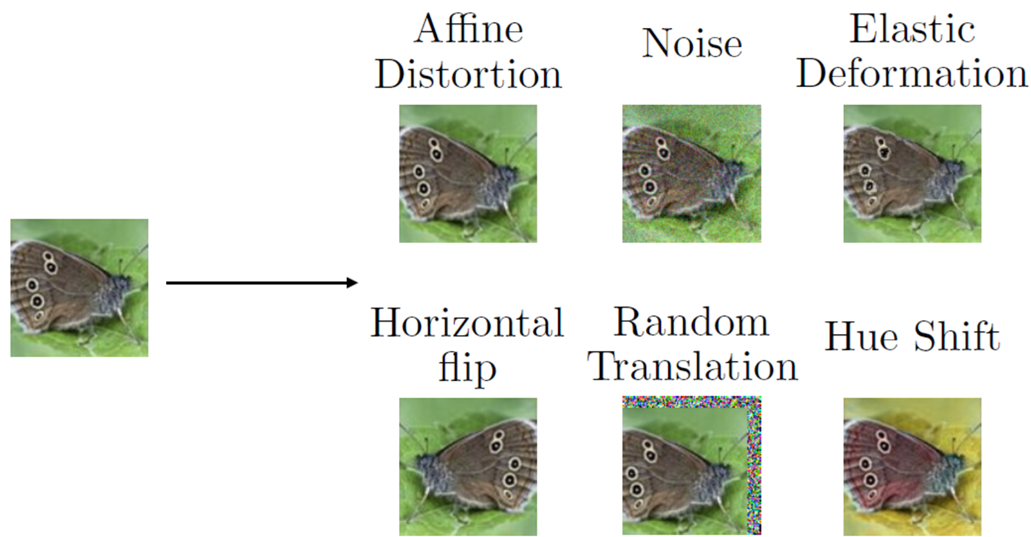 Affine
Distortion
Noise
Elastic
Deformation
Horizontal
flip
Random
Translation
Hue Shift